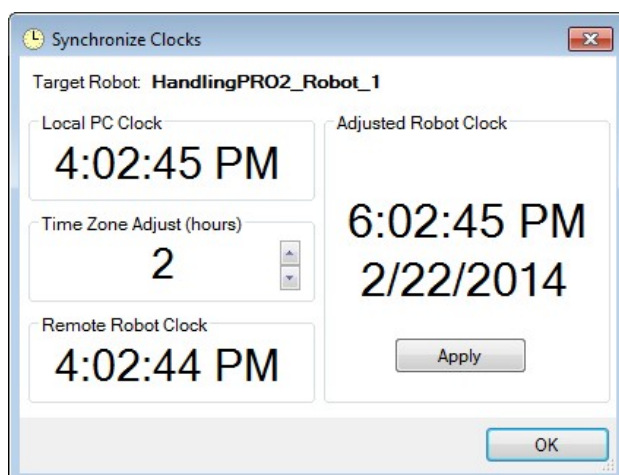 Synchronize Clocks
Target Robot: HandlingPRO2_Robot_1
Local PC Clock
4:02:45 PM
Time Zone Adjust (hours)
2
Remote Robot Clock
4:02:44 PM
Adjusted Robot Clock
6:02:45 PM
2/22/2014
Apply
OK